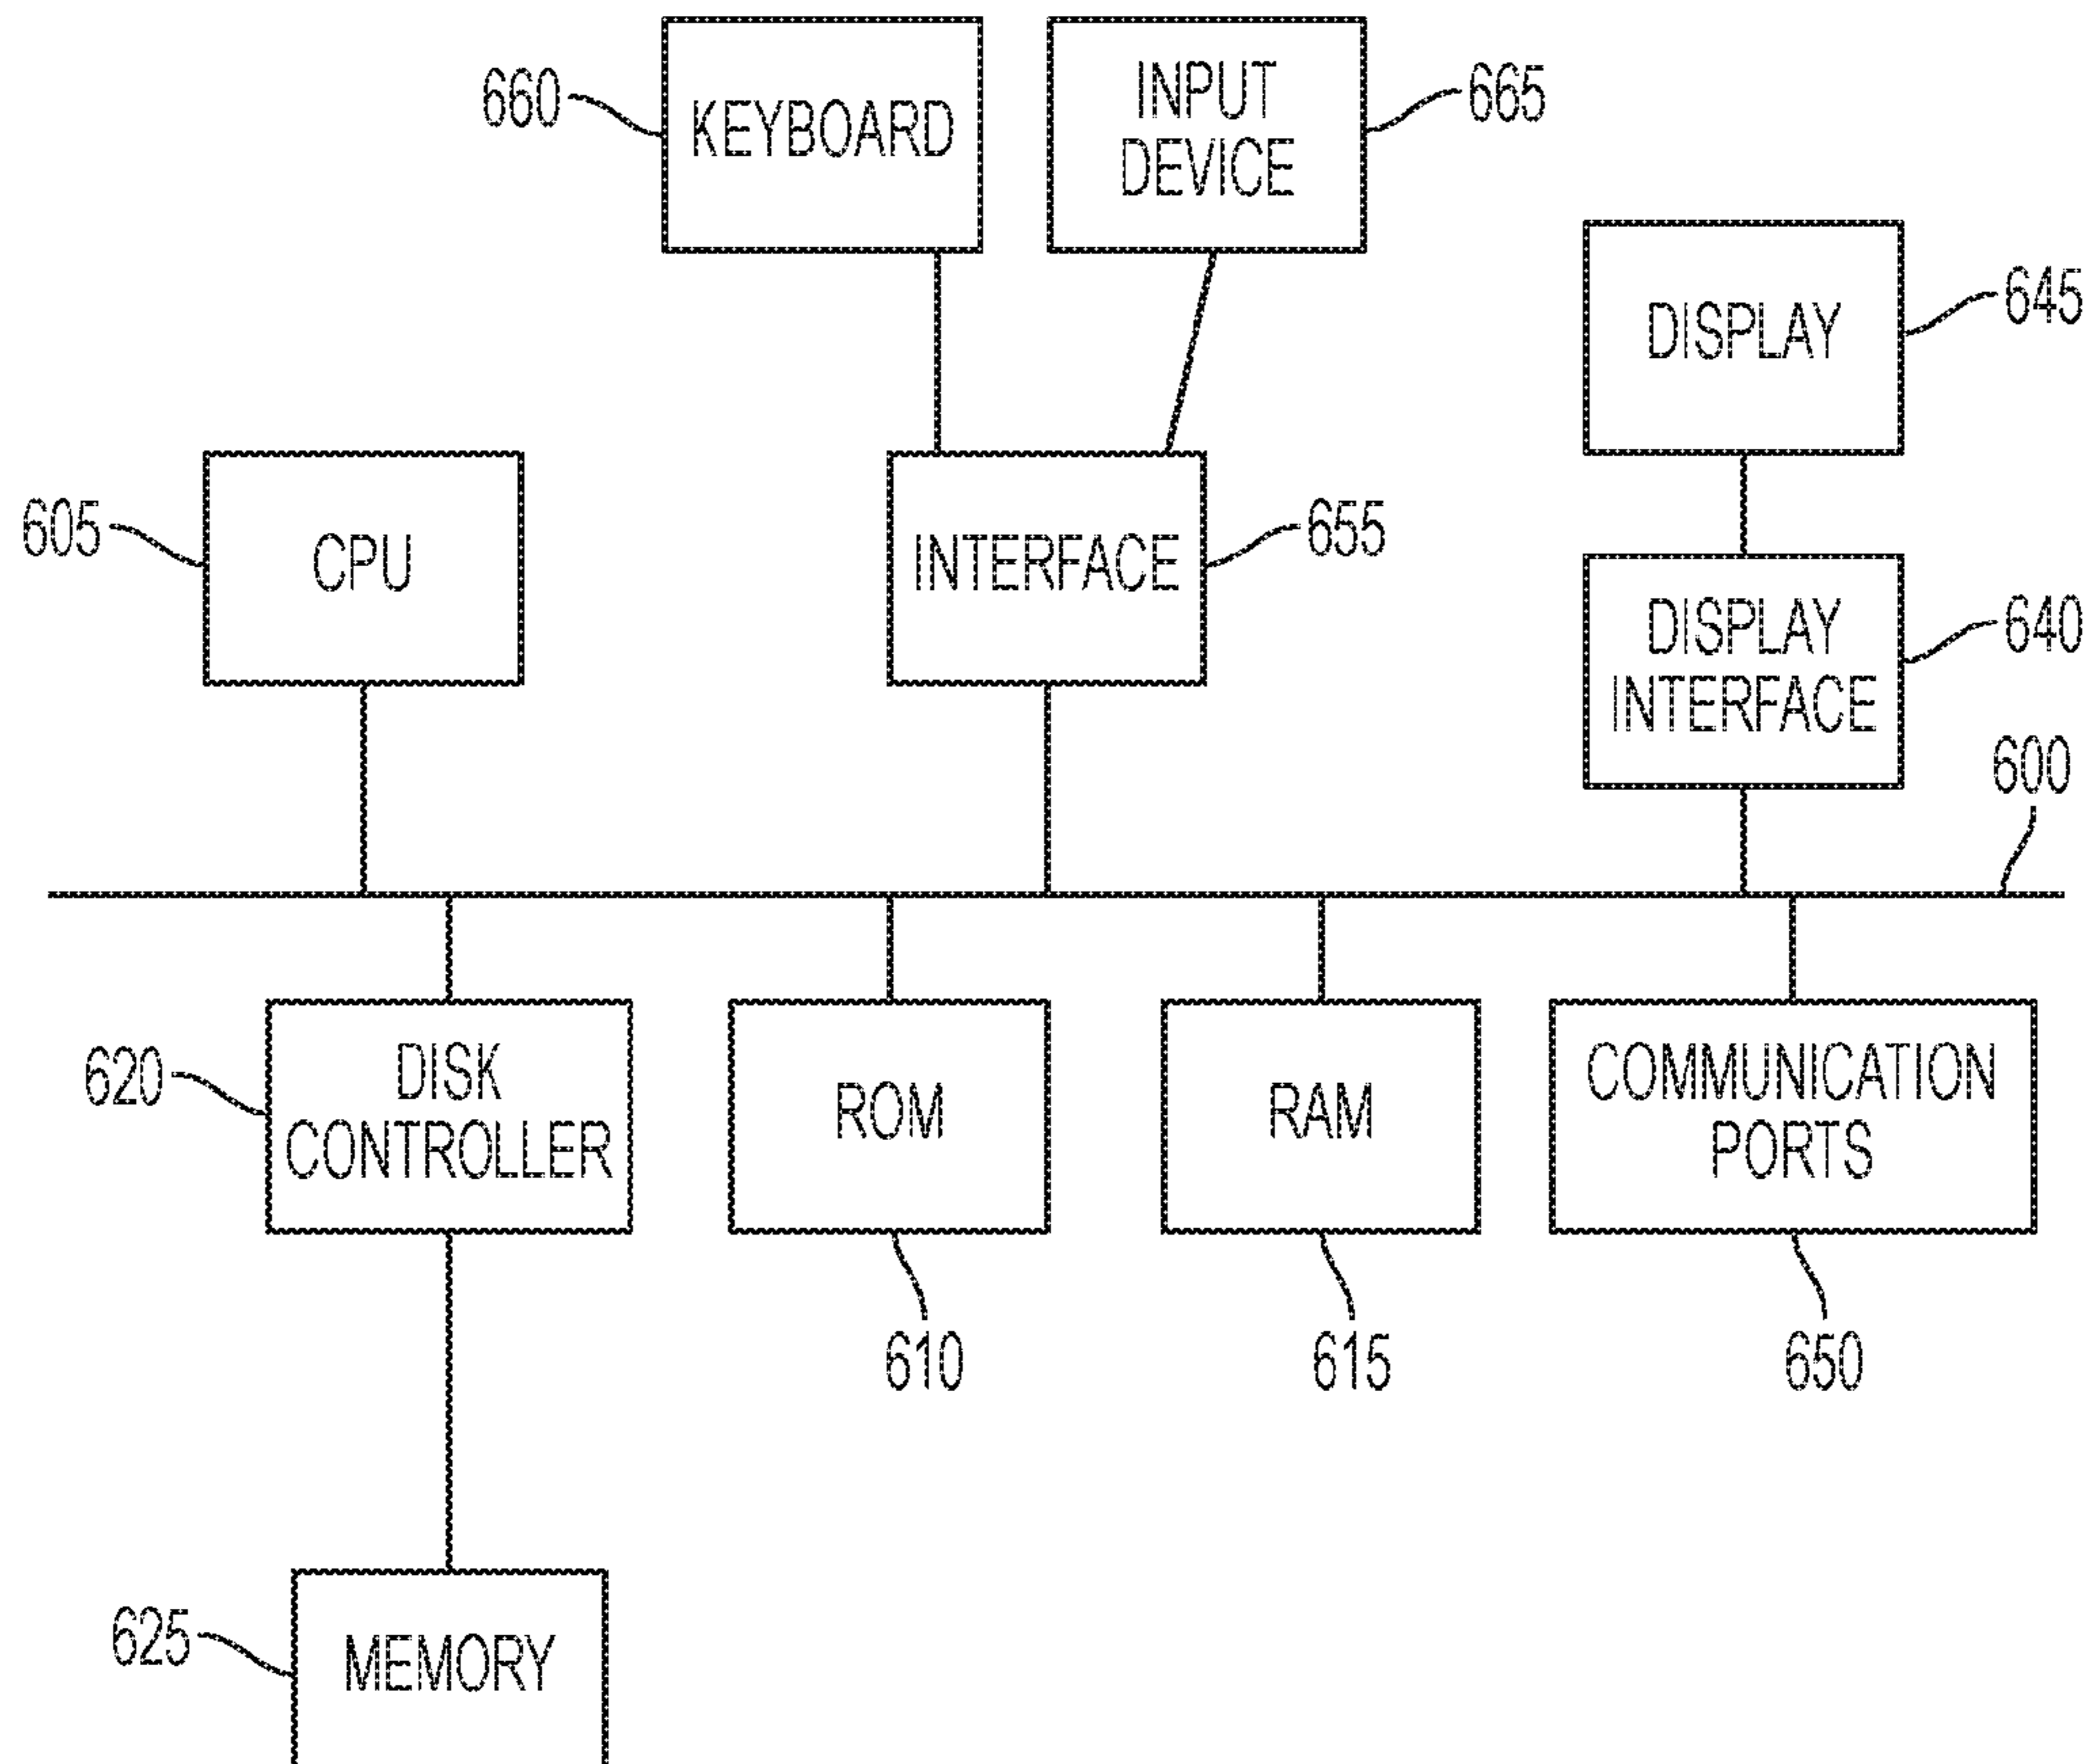 660
KEYBOARD
INPUT
DEVICE
665
DISPLAY
645
605
CPU
INTERFACE
655
DISPLAY
INTERFACE
640
600
620
DISK
CONTROLLER
ROM
RAM
COMMUNICATION
PORTS
610
615
650
625
MEMORY